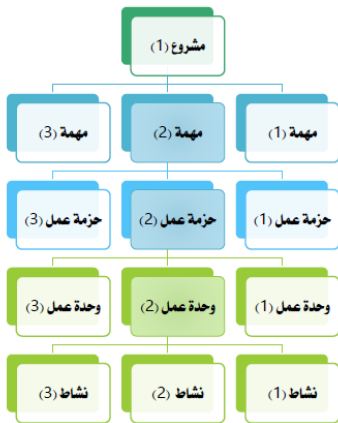 مشروع (1)
مهمة (1)
مهمة (2)
مهمة (3)
حزمة عمل (1)
حزمة عمل (2)
حزمة عمل (3)
وحدة عمل (1)
وحدة عمل (2)
وحدة عمل (3)
نشاط (1)
نشاط (2)
نشاط (3)